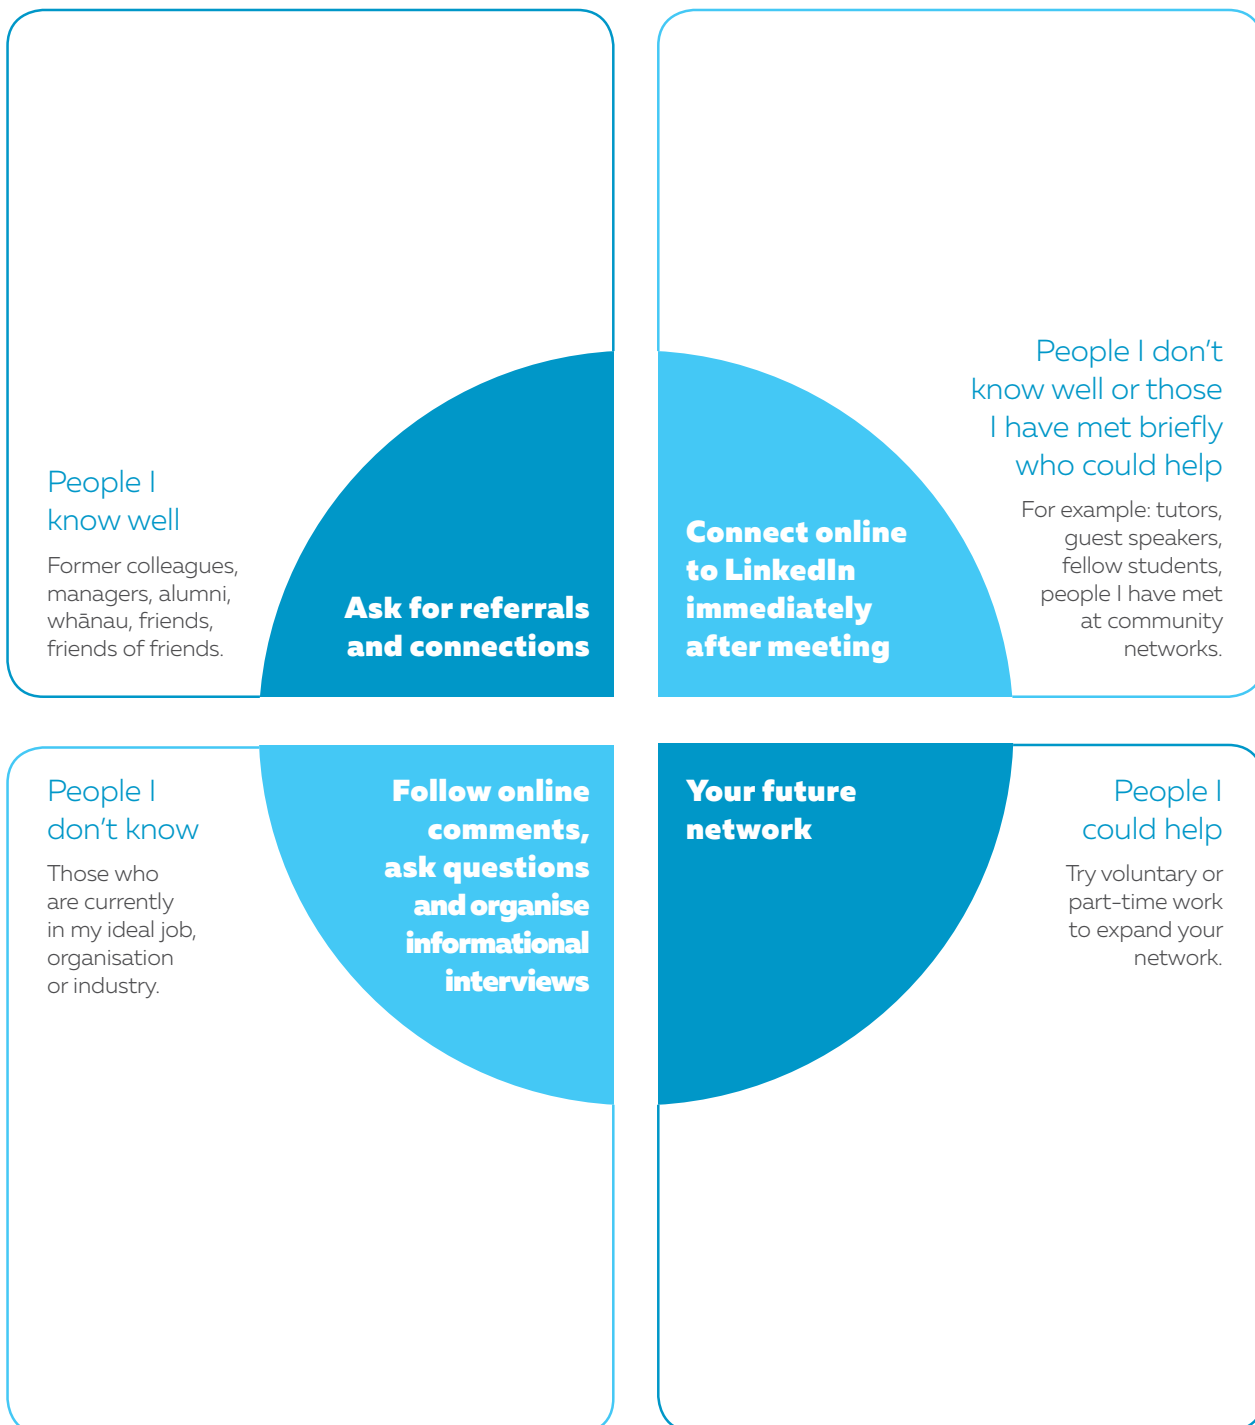 People I
know well
Former colleagues,
managers, alumni,
whānau, friends,
friends of friends.
Ask for referrals
and connections
Connect online
to LinkedIn
immediately
after meeting
People I don't
know well or those
I have met briefly
who could help
For example: tutors,
guest speakers,
fellow students,
people I have met
at community
networks.
People I
don't know
Those who
are currently
in my ideal job,
organisation
or industry.
Follow online
comments,
ask questions
and organise
informational
interviews
Your future
network
People I
could help
Try voluntary or
part-time work
to expand your
network.